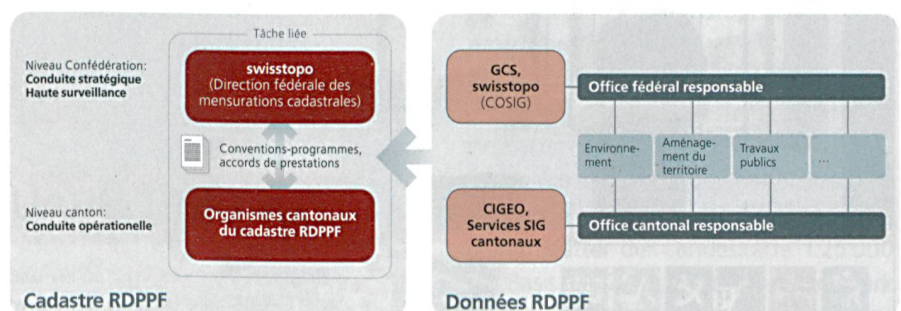 Tâche liée
Niveau Confédération:
Conduite stratégique
Haute surveillance
swisstopo
(Direction fédérale des
mensurations cadastrales)
Conventions-programmes,
accords de prestations
Niveau canton:
Conduite opérationelle
Organismes cantonaux
du cadastre RDPPF
Cadastre RDPPF
GCS,
swisstopo
(COSIG)
Office fédéral responsable
Environne-
ment
Aménage-
ment du
territoire
Travaux
publics
...
CIGEO,
Services SIG
cantonaux
Office cantonal responsable
Données RDPPF